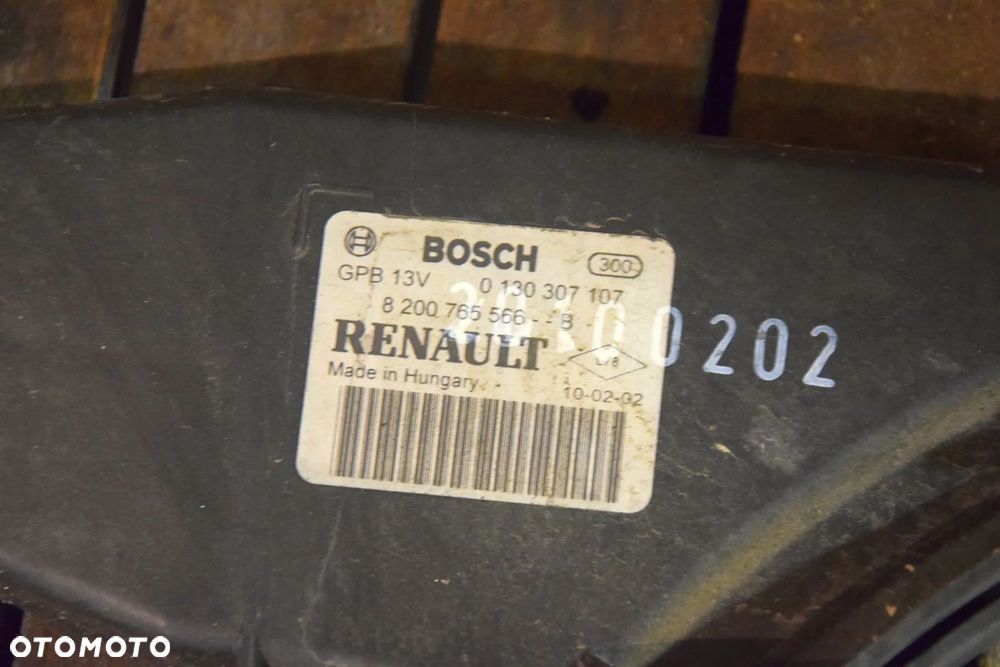 BOSCH 300
GPB 13V 0 130 307 107
8 200 765 566 - - B
20100202
RENAULT
Made in Hungary 10-02-02
OTOMOTO